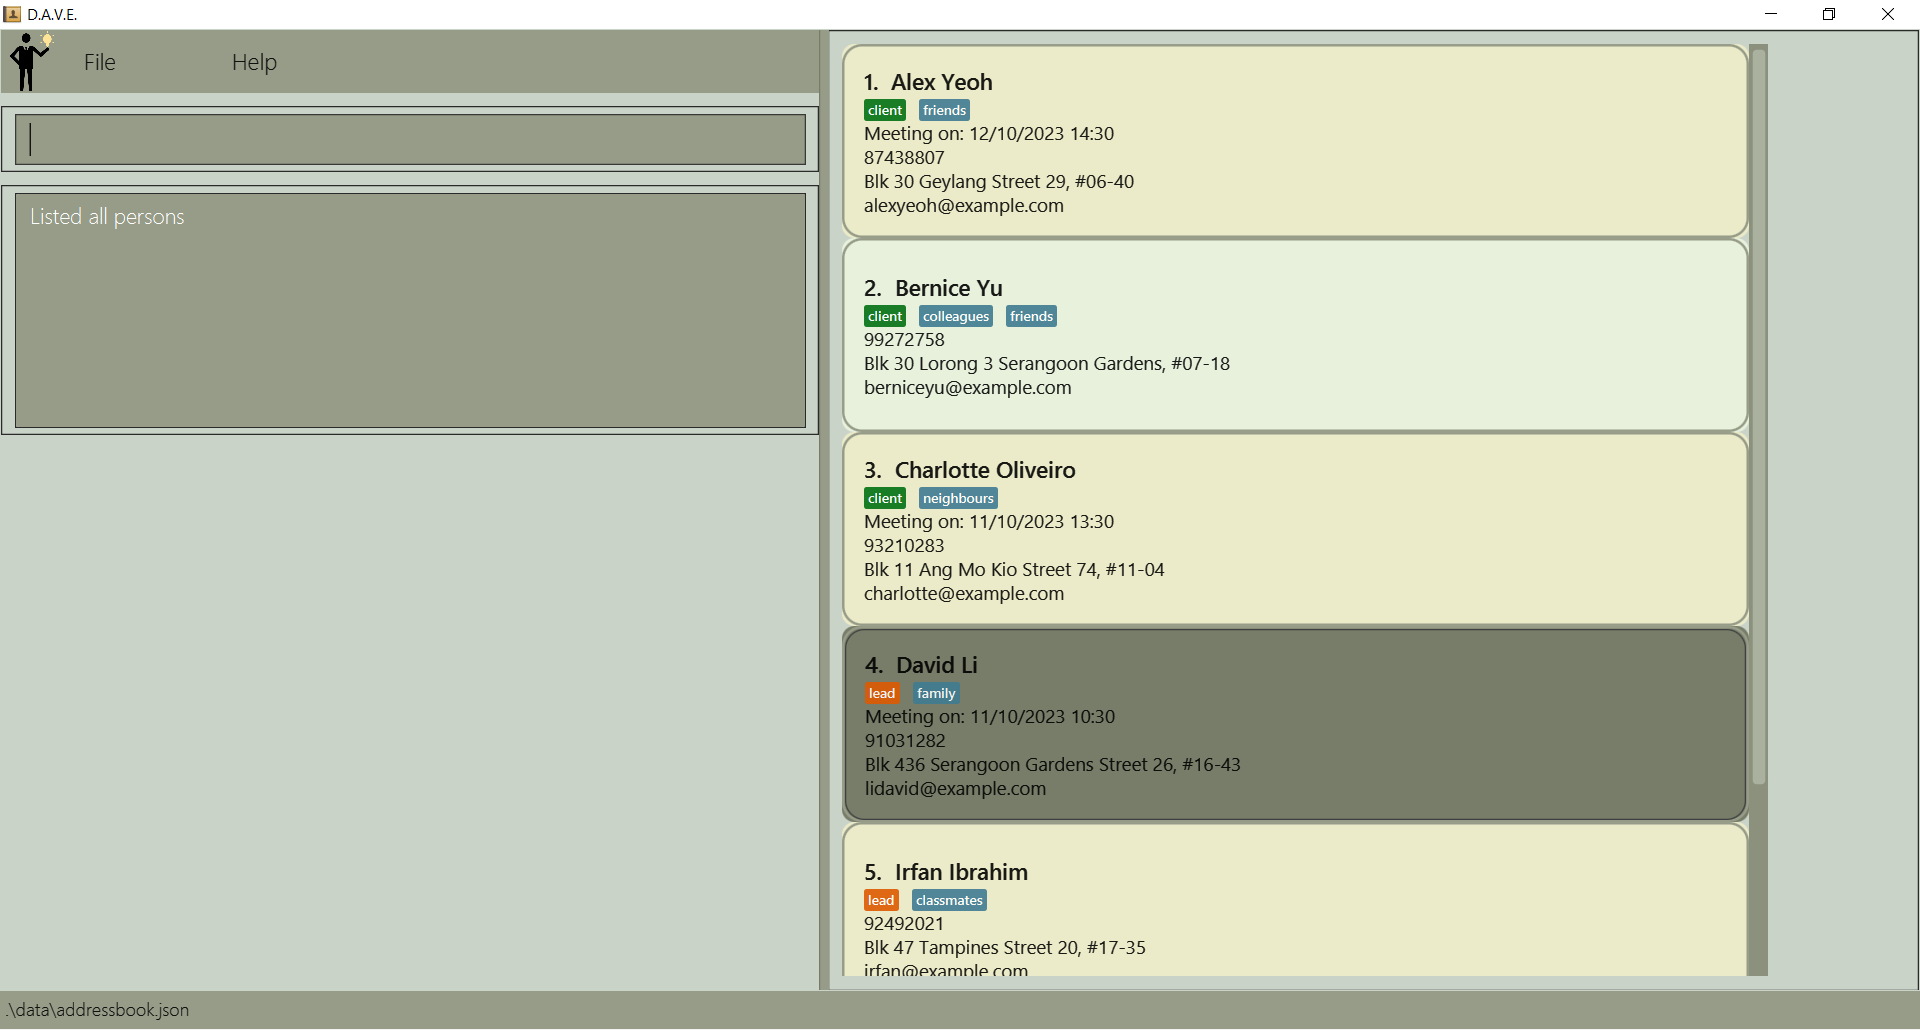 D.A.V.E.
File Help
Listed all persons
1. Alex Yeoh
client friends
Meeting on: 12/10/2023 14:30
87438807
Blk 30 Geylang Street 29, #06-40
alexyeoh@example.com
2. Bernice Yu
client colleagues friends
99272758
Blk 30 Lorong 3 Serangoon Gardens, #07-18
berniceyu@example.com
3. Charlotte Oliveiro
client neighbours
Meeting on: 11/10/2023 13:30
93210283
Blk 11 Ang Mo Kio Street 74, #11-04
charlotte@example.com
4. David Li
lead family
Meeting on: 11/10/2023 10:30
91031282
Blk 436 Serangoon Gardens Street 26, #16-43
lidavid@example.com
5. Irfan Ibrahim
lead classmates
92492021
Blk 47 Tampines Street 20, #17-35
irfan@example.com
.\data\addressbook.json